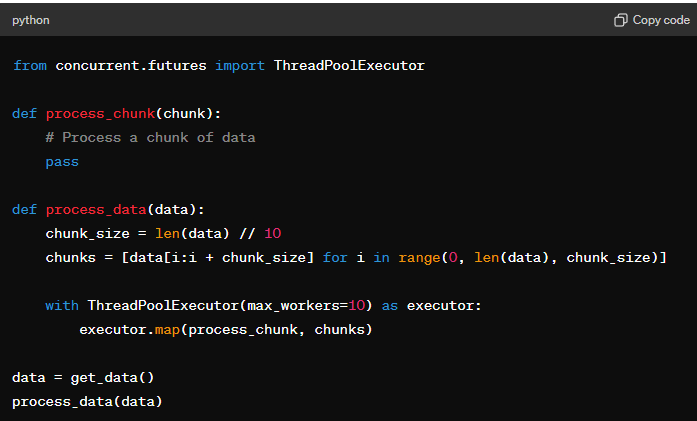 python
Copy code
from concurrent.futures import ThreadPoolExecutor
def process_chunk(chunk):
    # Process a chunk of data
    pass
def process_data(data):
    chunk_size = len(data) // 10
    chunks = [data[i:i + chunk_size] for i in range(0, len(data), chunk_size)]
    with ThreadPoolExecutor(max_workers=10) as executor:
        executor.map(process_chunk, chunks)
data = get_data()
process_data(data)